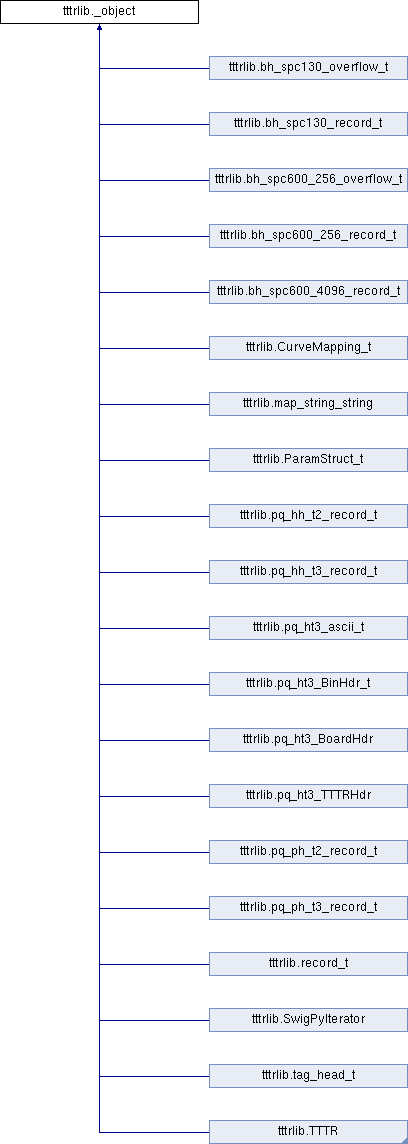 tttrlib._object
tttrlib.bh_spc130_overflow_t
tttrlib.bh_spc130_record_t
tttrlib.bh_spc600_256_overflow_t
tttrlib.bh_spc600_256_record_t
tttrlib.bh_spc600_4096_record_t
tttrlib.CurveMapping_t
tttrlib.map_string_string
tttrlib.ParamStruct_t
tttrlib.pq_hh_t2_record_t
tttrlib.pq_hh_t3_record_t
tttrlib.pq_ht3_ascii_t
tttrlib.pq_ht3_BinHdr_t
tttrlib.pq_ht3_BoardHdr
tttrlib.pq_ht3_TTTRHdr
tttrlib.pq_ph_t2_record_t
tttrlib.pq_ph_t3_record_t
tttrlib.record_t
tttrlib.SwigPyIterator
tttrlib.tag_head_t
tttrlib.TTTR